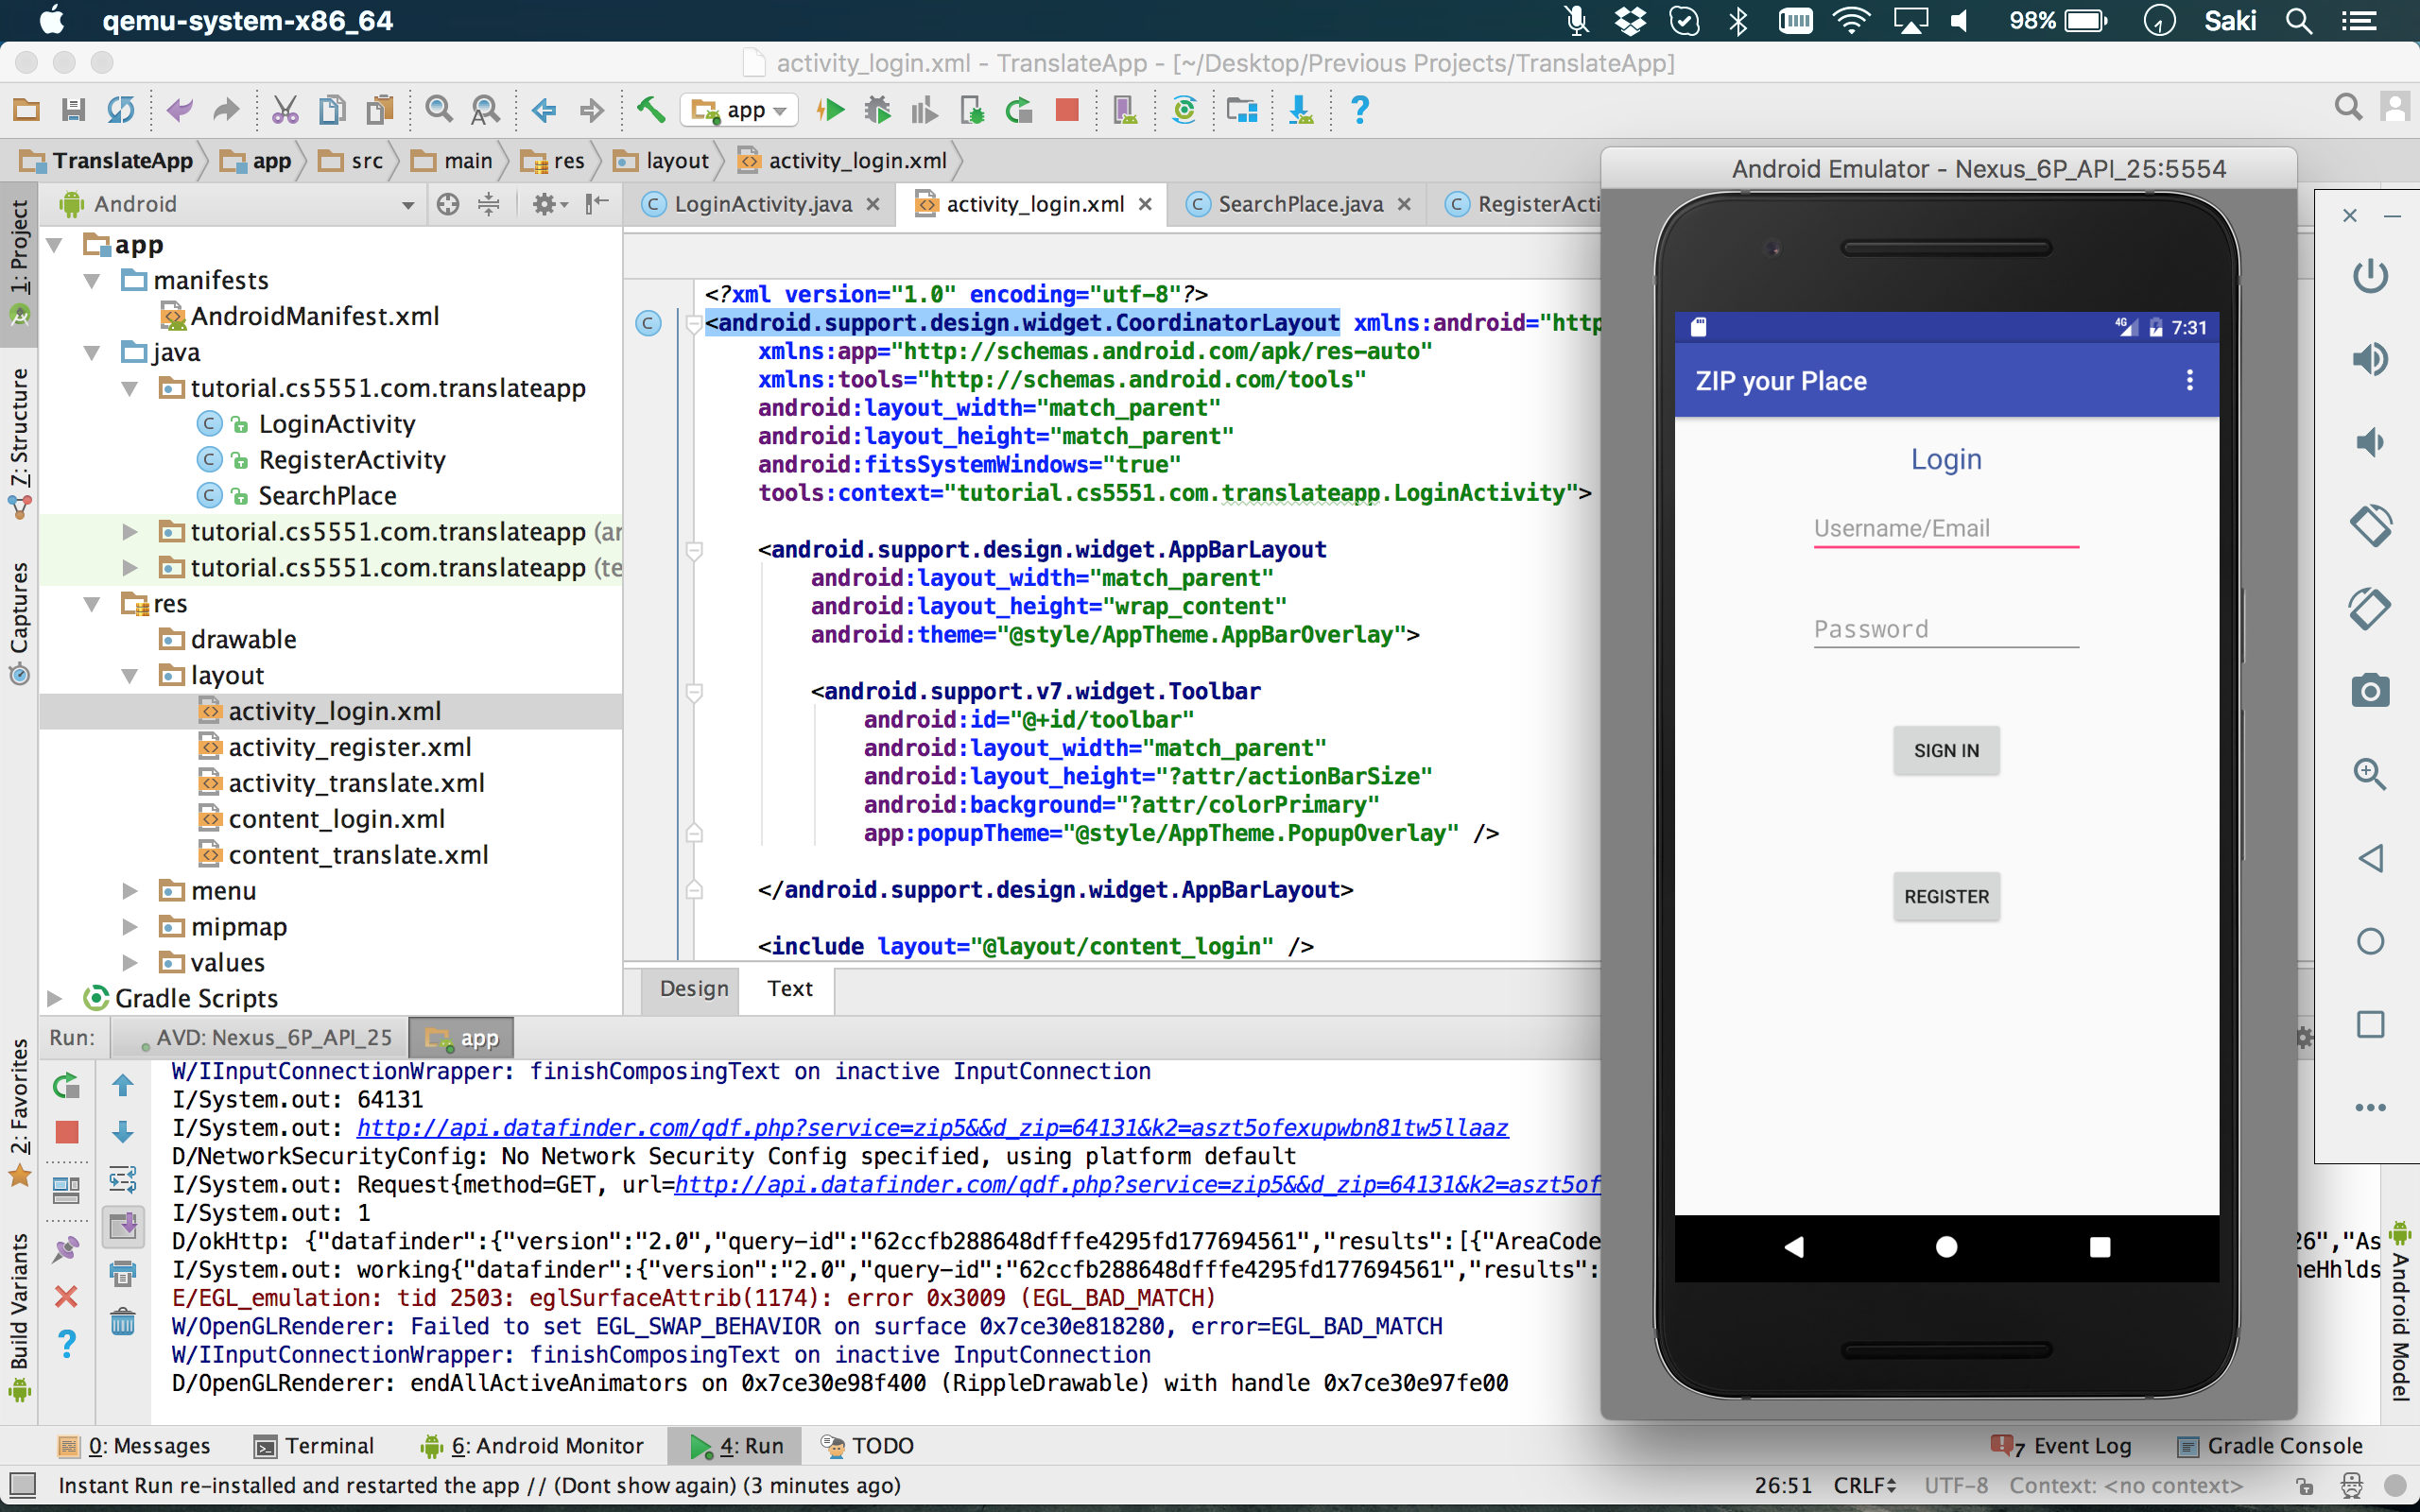 qemu-system-x86_64
98%
Saki
activity_login.xml - TranslateApp - [~/Desktop/Previous Projects/TranslateApp]
app
TranslateApp
app
src
main
res
layout
activity_login.xml
1: Project
7: Structure
Captures
2: Favorites
Build Variants
Android
app
manifests
AndroidManifest.xml
java
tutorial.cs5551.com.translateapp
LoginActivity
RegisterActivity
SearchPlace
tutorial.cs5551.com.translateapp (ar
tutorial.cs5551.com.translateapp (te
res
drawable
layout
activity_login.xml
activity_register.xml
activity_translate.xml
content_login.xml
content_translate.xml
menu
mipmap
values
Gradle Scripts
LoginActivity.java
activity_login.xml
SearchPlace.java
RegisterActi
<?xml version="1.0" encoding="utf-8"?>
<android.support.design.widget.CoordinatorLayout xmlns:android="http
xmlns:app="http://schemas.android.com/apk/res-auto"
xmlns:tools="http://schemas.android.com/tools"
android:layout_width="match_parent"
android:layout_height="match_parent"
android:fitsSystemWindows="true"
tools:context="tutorial.cs5551.com.translateapp.LoginActivity">
<android.support.design.widget.AppBarLayout
android:layout_width="match_parent"
android:layout_height="wrap_content"
android:theme="@style/AppTheme.AppBarOverlay">
<android.support.v7.widget.Toolbar
android:id="@+id/toolbar"
android:layout_width="match_parent"
android:layout_height="?attr/actionBarSize"
android:background="?attr/colorPrimary"
app:popupTheme="@style/AppTheme.PopupOverlay" />
</android.support.design.widget.AppBarLayout>
<include layout="@layout/content_login" />
Design
Text
Android Emulator - Nexus_6P_API_25:5554
4G
7:31
ZIP your Place
Login
Username/Email
Password
SIGN IN
REGISTER
Run:
AVD: Nexus_6P_API_25
app
W/IInputConnectionWrapper: finishComposingText on inactive InputConnection
I/System.out: 64131
I/System.out: http://api.datafinder.com/qdf.php?service=zip5&&d_zip=64131&k2=aszt5ofexupwbn81tw5llaaz
D/NetworkSecurityConfig: No Network Security Config specified, using platform default
I/System.out: Request{method=GET, url=http://api.datafinder.com/qdf.php?service=zip5&&d_zip=64131&k2=aszt5of
I/System.out: 1
D/okHttp: {"datafinder":{"version":"2.0","query-id":"62ccfb288648dfffe4295fd177694561","results":[{"AreaCode 26","As
I/System.out: working{"datafinder":{"version":"2.0","query-id":"62ccfb288648dfffe4295fd177694561","results": neHhlds
E/EGL_emulation: tid 2503: eglSurfaceAttrib(1174): error 0x3009 (EGL_BAD_MATCH)
W/OpenGLRenderer: Failed to set EGL_SWAP_BEHAVIOR on surface 0x7ce30e818280, error=EGL_BAD_MATCH
W/IInputConnectionWrapper: finishComposingText on inactive InputConnection
D/OpenGLRenderer: endAllActiveAnimators on 0x7ce30e98f400 (RippleDrawable) with handle 0x7ce30e97fe00
Android Model
0: Messages
Terminal
6: Android Monitor
4: Run
TODO
7 Event Log
Gradle Console
Instant Run re-installed and restarted the app // (Dont show again) (3 minutes ago)
26:51
CRLF
UTF-8
Context: <no context>